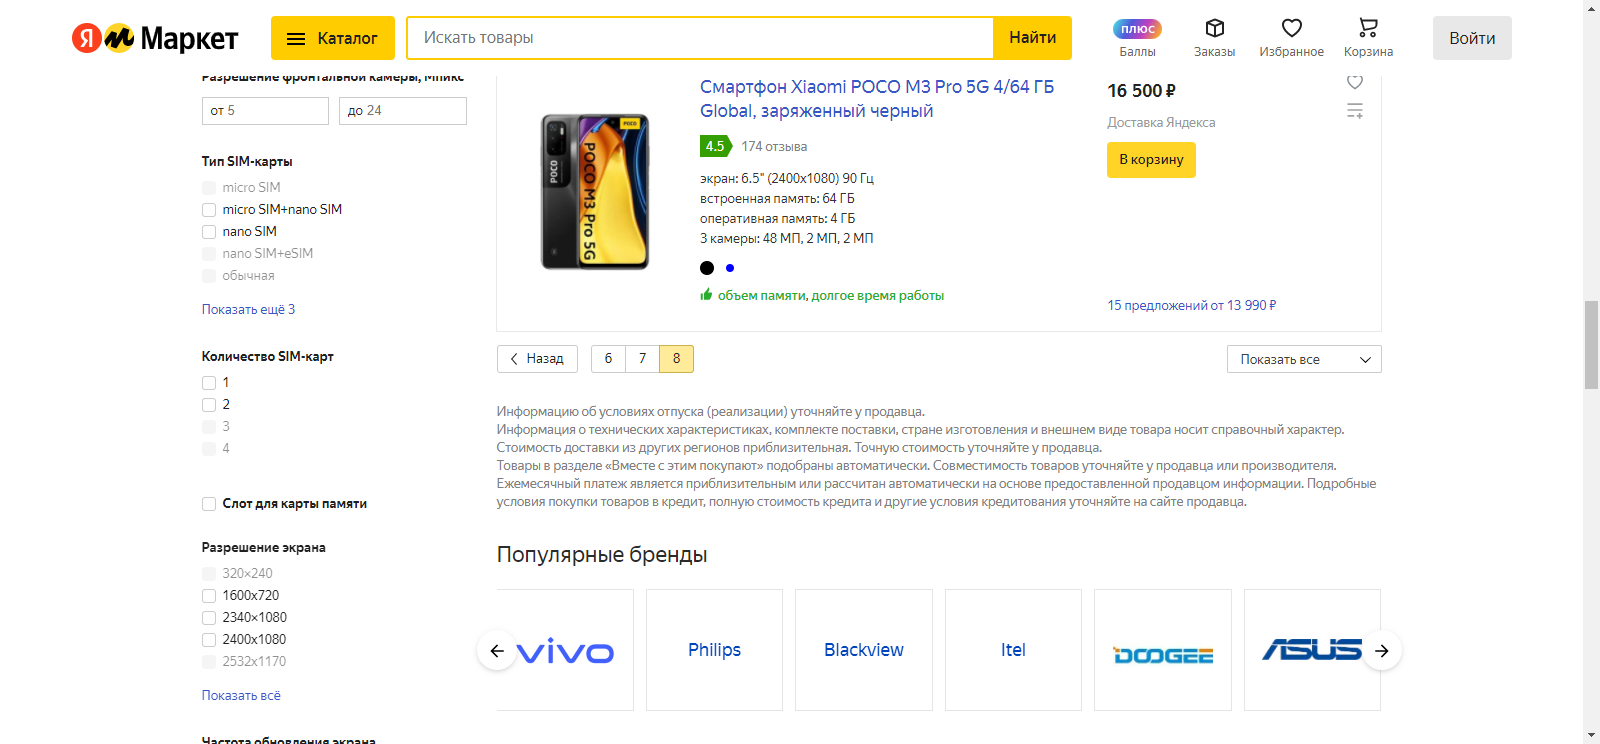 Я Маркет
Каталог
Искать товары
Найти
плюс
Баллы
Заказы
Избранное
Корзина
Войти
Разрешение фронтальной камеры, Мпикс
от 5
до 24
Тип SIM-карты
micro SIM
micro SIM+nano SIM
nano SIM
nano SIM+eSIM
обычная
Показать ещё 3
Количество SIM-карт
1
2
3
4
Слот для карты памяти
Разрешение экрана
320×240
1600x720
2340×1080
2400x1080
2532x1170
Показать всё
Частота обновления экрана
POCO
POCO
POCO M3 Pro 5G
Смартфон Xiaomi POCO M3 Pro 5G 4/64 ГБ
Global, заряженный черный
4.5
174 отзыва
экран: 6.5" (2400x1080) 90 Гц
встроенная память: 64 ГБ
оперативная память: 4 ГБ
3 камеры: 48 МП, 2 МП, 2 МП
объем памяти, долгое время работы
16 500 ₽
Доставка Яндекса
В корзину
15 предложений от 13 990 ₽
Назад
6
7
8
Показать все
Информацию об условиях отпуска (реализации) уточняйте у продавца.
Информация о технических характеристиках, комплекте поставки, стране изготовления и внешнем виде товара носит справочный характер.
Стоимость доставки из других регионов приблизительная. Точную стоимость уточняйте у продавца.
Товары в разделе «Вместе с этим покупают» подобраны автоматически. Совместимость товаров уточняйте у продавца или производителя.
Ежемесячный платеж является приблизительным или рассчитан автоматически на основе предоставленной продавцом информации. Подробные
условия покупки товаров в кредит, полную стоимость кредита и другие условия кредитования уточняйте на сайте продавца.
Популярные бренды
vivo
Philips
Blackview
Itel
DOOGEE
ASUS